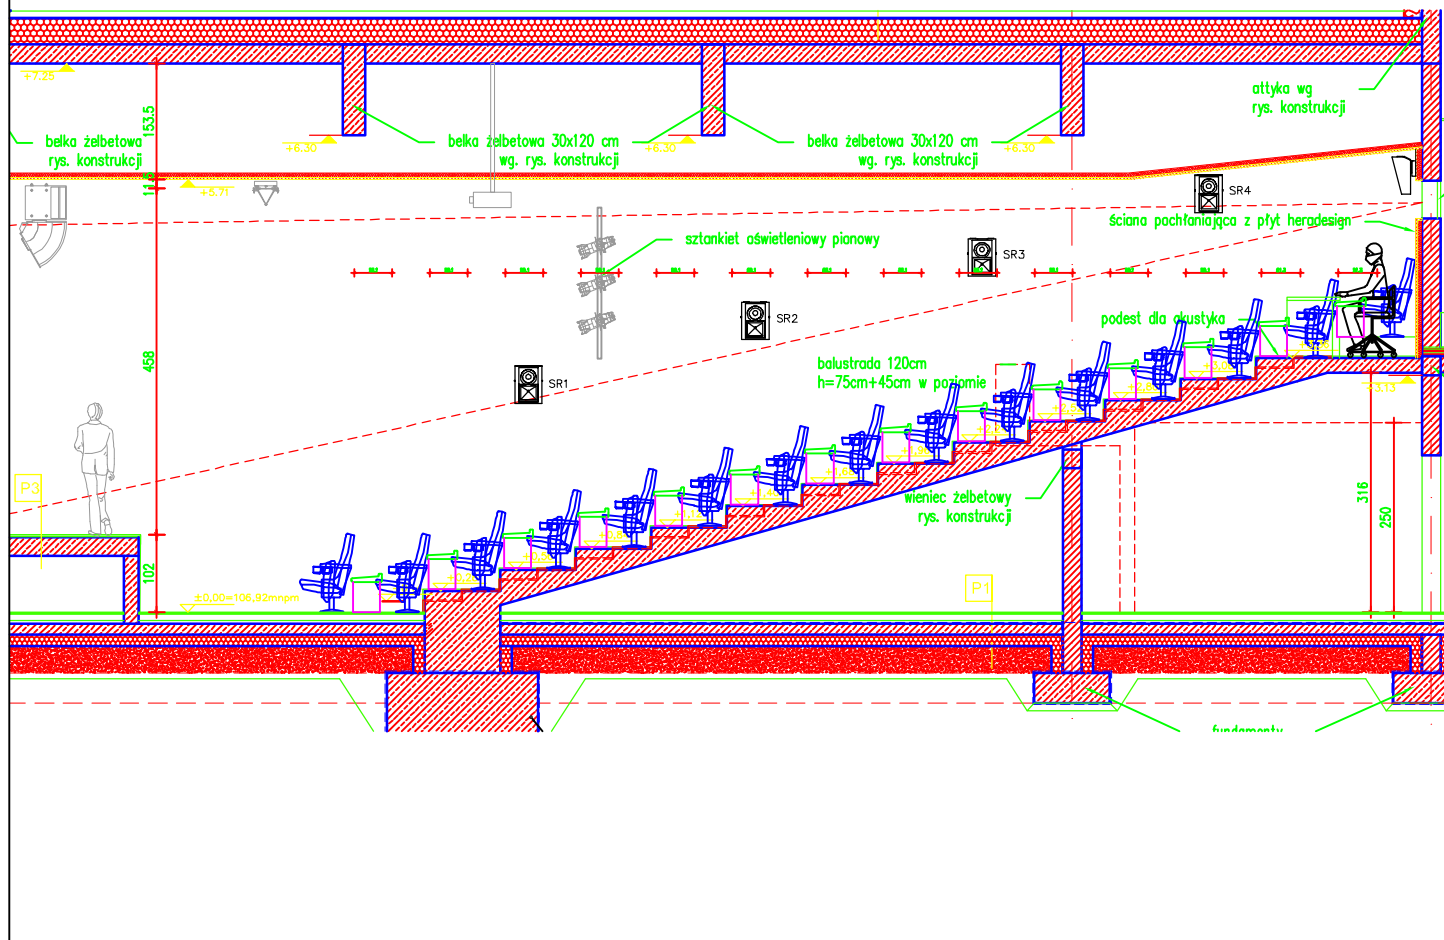 +7.25
attyka wg
rys. konstrukcji
153.5
belka żelbetowa
rys. konstrukcji
+6.30
belka żelbetowa 30x120 cm
wg. rys. konstrukcji
+6.30
belka żelbetowa 30x120 cm
wg. rys. konstrukcji
+6.30
+5.71
SR4
ściana pachłaniająca z płyt heradesign
sztankiet oświetleniowy pionowy
SR3
SR2
podest dla akustyka
468
balustrada 120cm
h=75cm+45cm w poziomie
SR1
+3.13
P3
wieniec żelbetowy
rys. konstrukcji
316
250
102
±0,00=106.92mnpm
P1
fundamenty